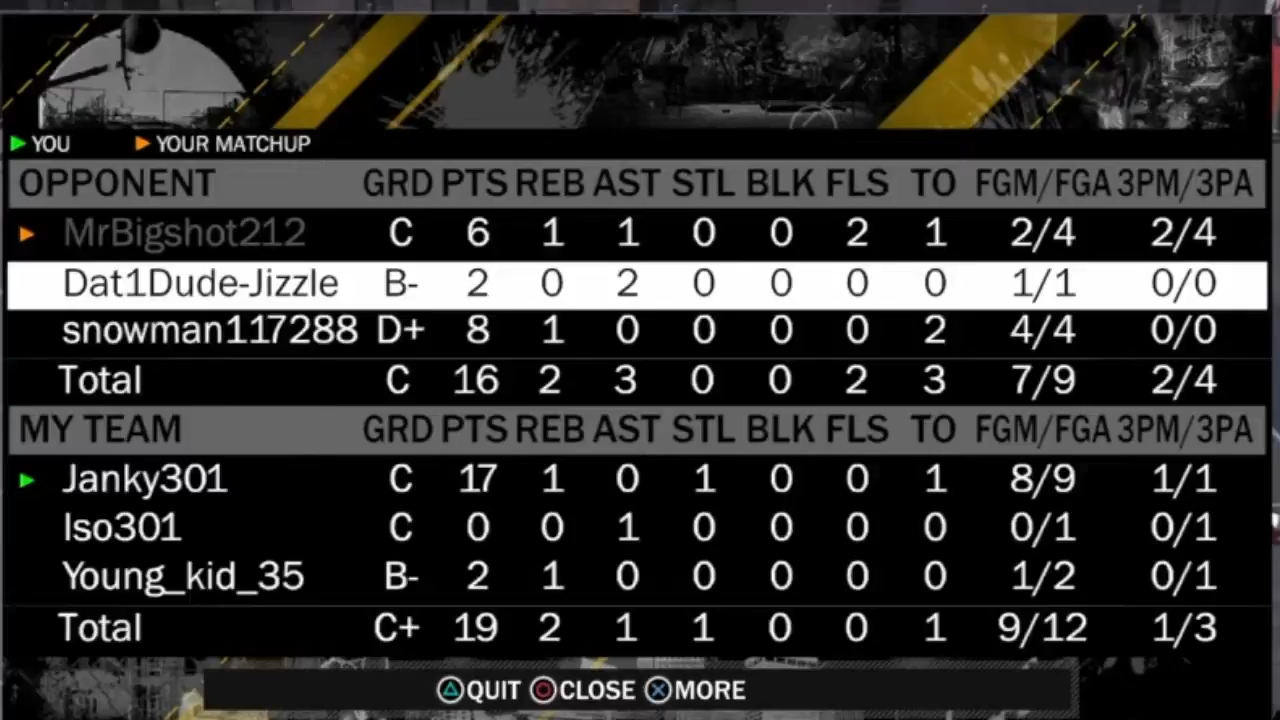 YOU YOUR MATCHUP
OPPONENT GRD PTS REB AST STL BLK FLS TO FGM/FGA 3PM/3PA
MrBigshot212 C 6 1 1 0 0 2 1 2/4 2/4
Dat1Dude-Jizzle B- 2 0 2 0 0 0 0 1/1 0/0
snowman117288 D+ 8 1 0 0 0 0 2 4/4 0/0
Total C 16 2 3 0 0 2 3 7/9 2/4
MY TEAM GRD PTS REB AST STL BLK FLS TO FGM/FGA 3PM/3PA
Janky301 C 17 1 0 1 0 0 1 8/9 1/1
Iso301 C 0 0 1 0 0 0 0 0/1 0/1
Young_kid_35 B- 2 1 0 0 0 0 0 1/2 0/1
Total C+ 19 2 1 1 0 0 1 9/12 1/3
QUIT CLOSE MORE